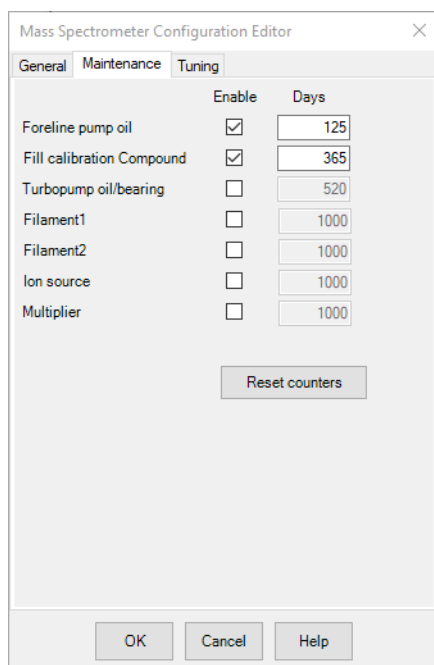 Mass Spectrometer Configuration Editor
General Maintenance Tuning
Enable Days
Foreline pump oil 125
Fill calibration Compound 365
Turbopump oil/bearing 520
Filament1 1000
Filament2 1000
Ion source 1000
Multiplier 1000
Reset counters
OK Cancel Help